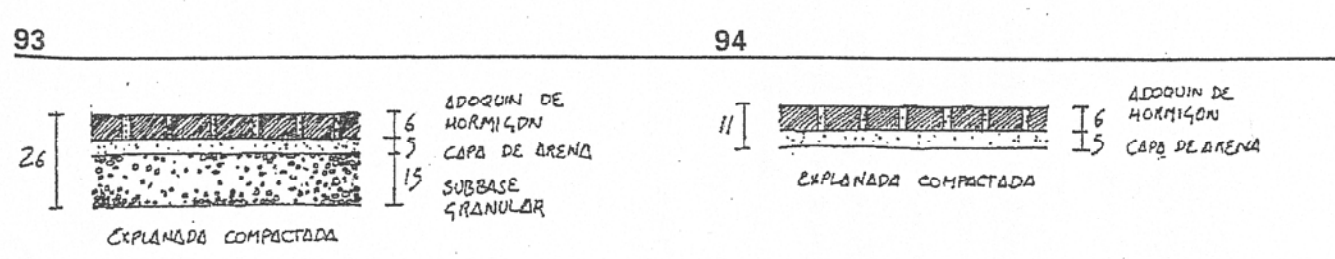 93
26
6
5
15
ADOQUIN DE
HORMIGON
CAPA DE ARENA
SUBBASE
GRANULAR
EXPLANADA COMPACTADA
94
11
6
5
ADOQUIN DE
HORMIGON
CAPA DE ARENA
EXPLANADA COMPACTADA